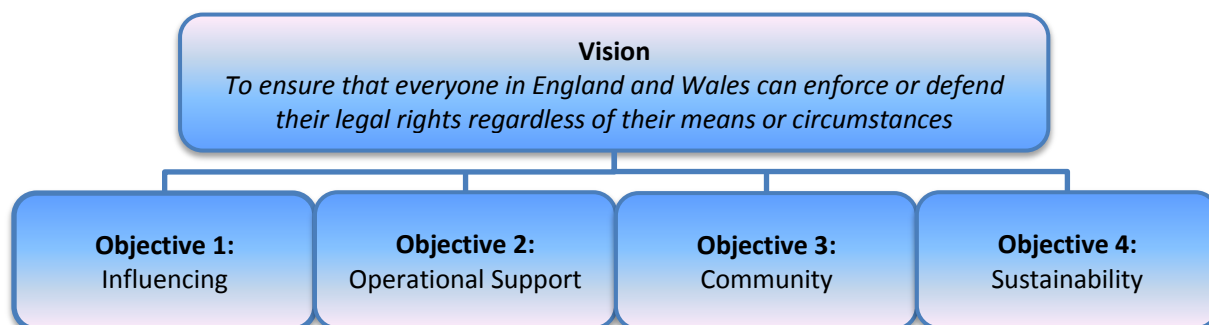 Vision
To ensure that everyone in England and Wales can enforce or defend
their legal rights regardless of their means or circumstances
Objective 1:
Influencing
Objective 2:
Operational Support
Objective 3:
Community
Objective 4:
Sustainability